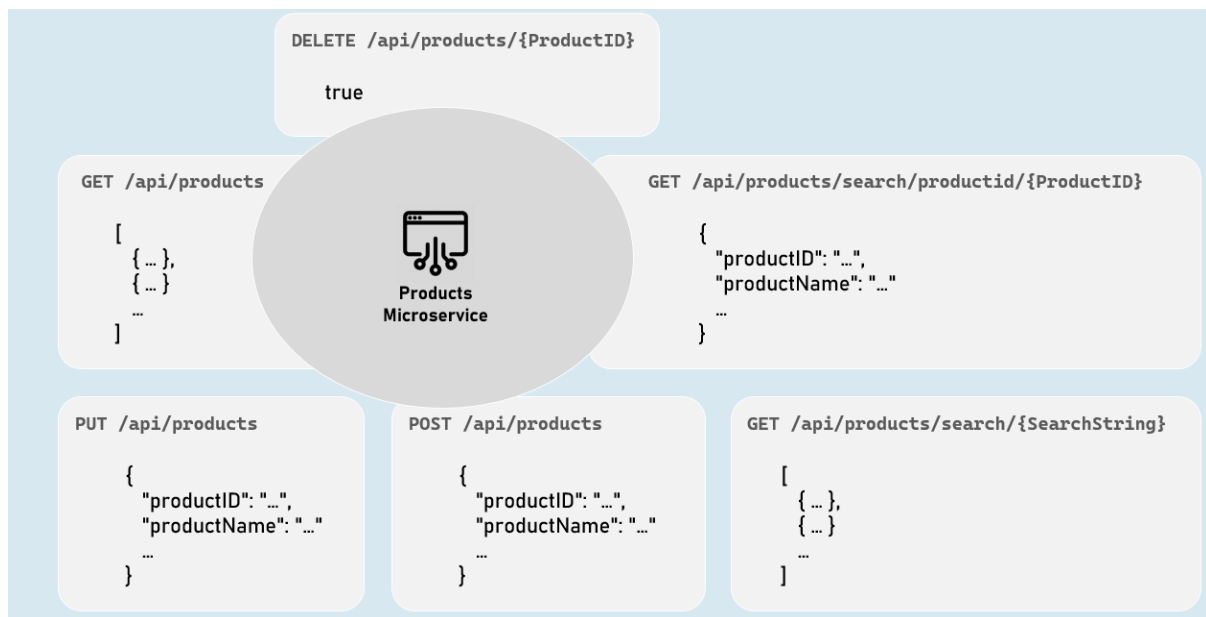 DELETE /api/products/{ProductID}
true
GET /api/products
[
{ … },
{ … }
…
]
Products
Microservice
GET /api/products/search/productid/{ProductID}
{
"productID": "…",
"productName": "…"
…
}
PUT /api/products
{
"productID": "…",
"productName": "…"
…
}
POST /api/products
{
"productID": "…",
"productName": "…"
…
}
GET /api/products/search/{SearchString}
[
{ … },
{ … }
…
]